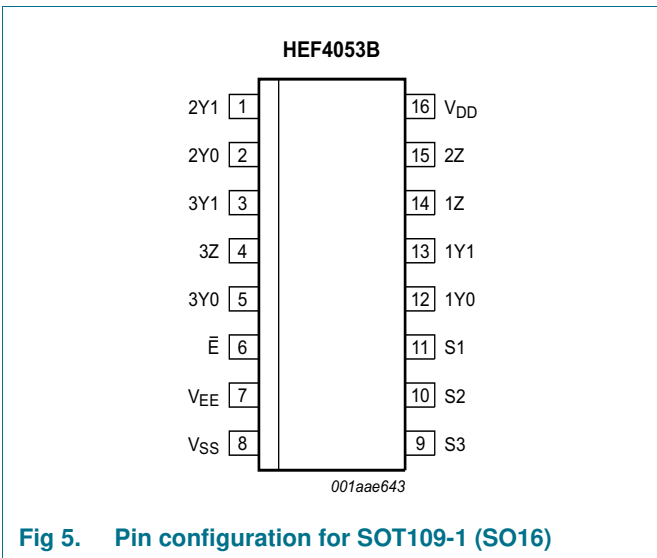 HEF4053B
2Y1 1 16 VDD
2Y0 2 15 2Z
3Y1 3 14 1Z
3Z 4 13 1Y1
3Y0 5 12 1Y0
E̅ 6 11 S1
VEE 7 10 S2
VSS 8 9 S3
001aae643
Fig 5. Pin configuration for SOT109-1 (SO16)